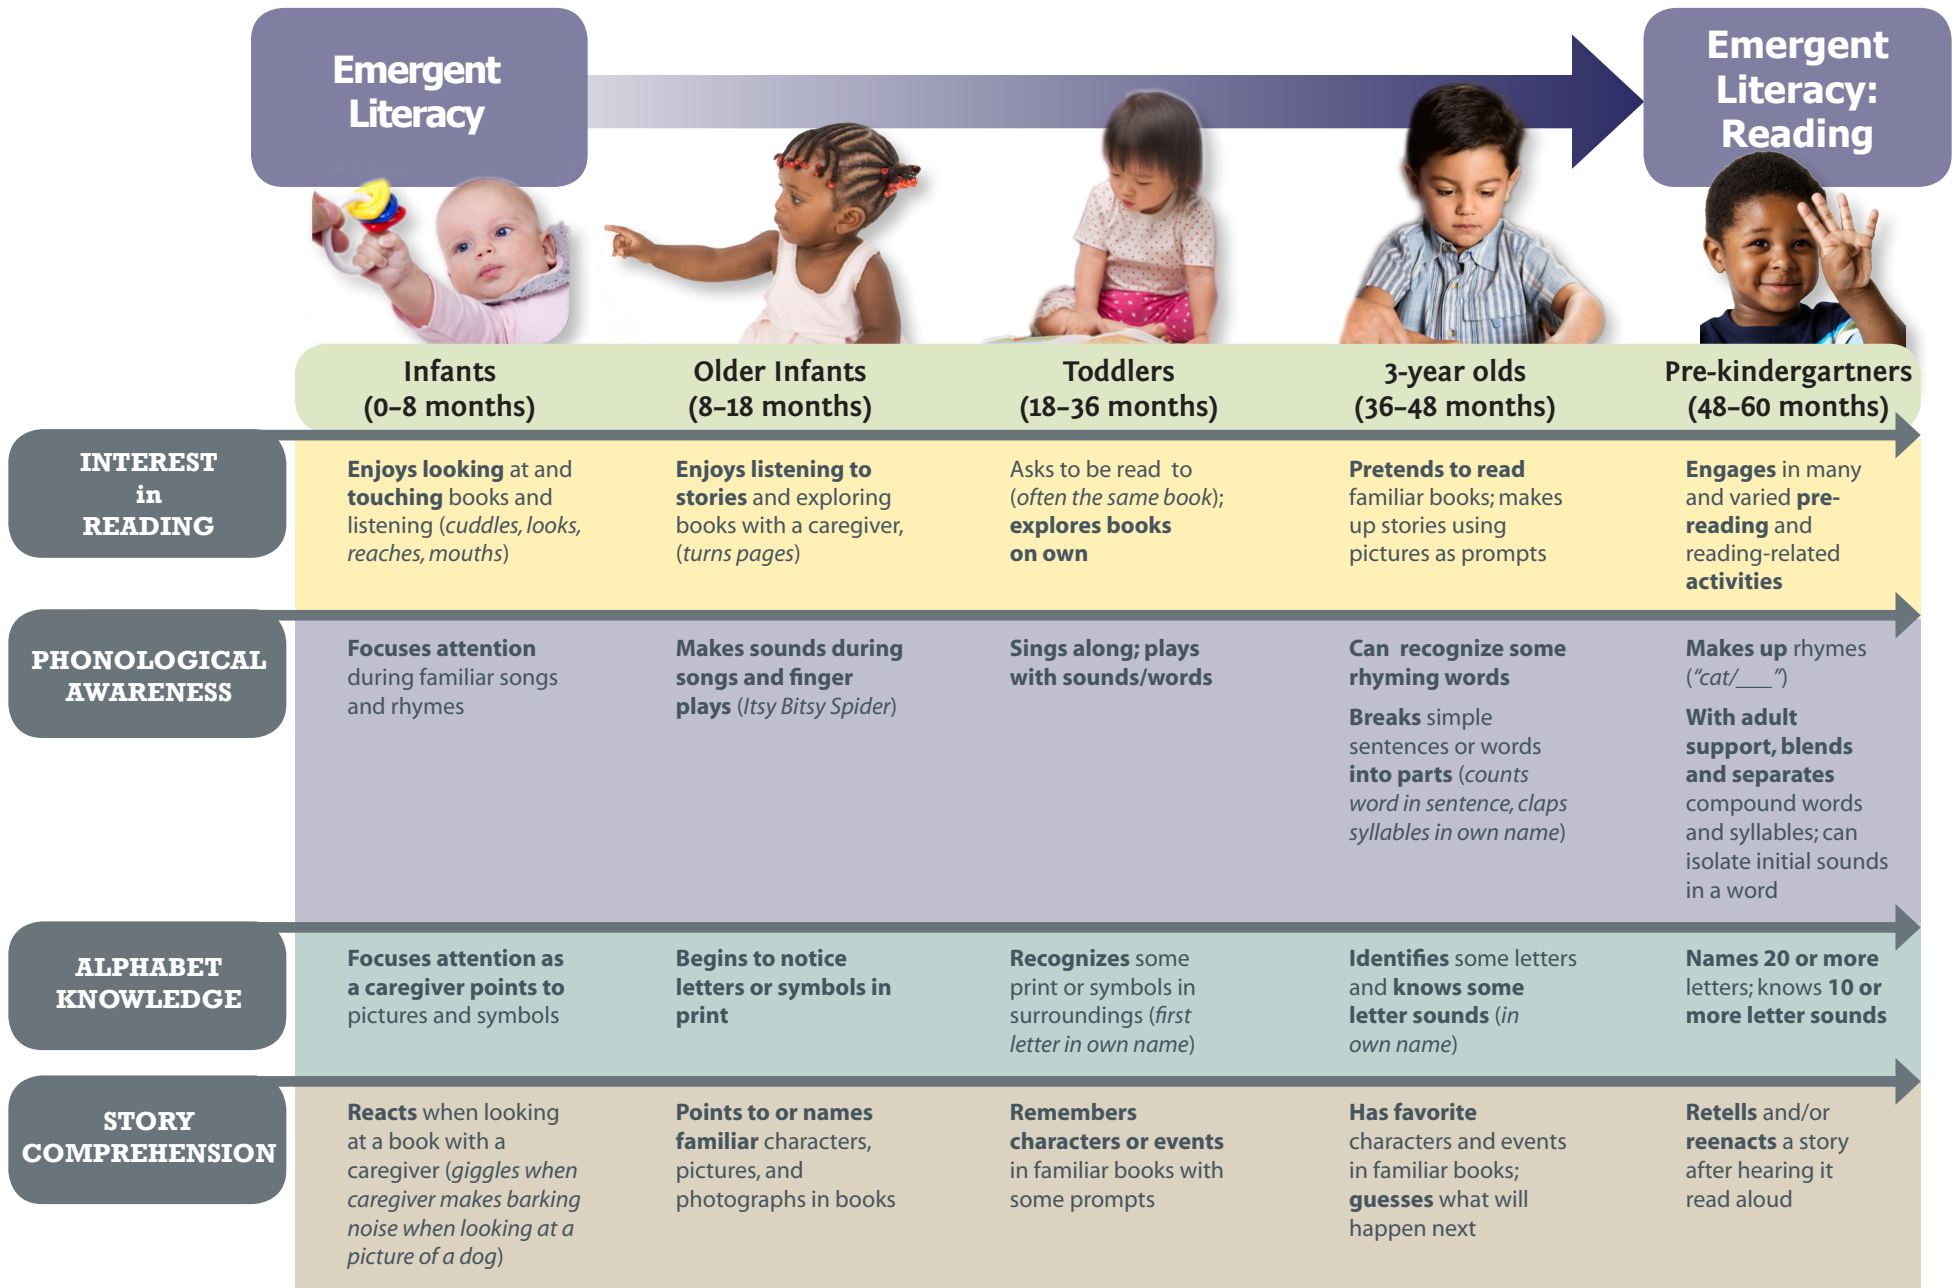 Emergent
Literacy
Emergent
Literacy:
Reading
Infants
(0–8 months)
Older Infants
(8–18 months)
Toddlers
(18–36 months)
3-year olds
(36–48 months)
Pre-kindergartners
(48–60 months)
INTEREST
in
READING
Enjoys looking at and
touching books and
listening (cuddles, looks,
reaches, mouths)
Enjoys listening to
stories and exploring
books with a caregiver,
(turns pages)
Asks to be read to
(often the same book);
explores books
on own
Pretends to read
familiar books; makes
up stories using
pictures as prompts
Engages in many
and varied pre-
reading and
reading-related
activities
PHONOLOGICAL
AWARENESS
Focuses attention
during familiar songs
and rhymes
Makes sounds during
songs and finger
plays (Itsy Bitsy Spider)
Sings along; plays
with sounds/words
Can recognize some
rhyming words
Breaks simple
sentences or words
into parts (counts
word in sentence, claps
syllables in own name)
Makes up rhymes
(“cat/___”)
With adult
support, blends
and separates
compound words
and syllables; can
isolate initial sounds
in a word
ALPHABET
KNOWLEDGE
Focuses attention as
a caregiver points to
pictures and symbols
Begins to notice
letters or symbols in
print
Recognizes some
print or symbols in
surroundings (first
letter in own name)
Identifies some letters
and knows some
letter sounds (in
own name)
Names 20 or more
letters; knows 10 or
more letter sounds
STORY
COMPREHENSION
Reacts when looking
at a book with a
caregiver (giggles when
caregiver makes barking
noise when looking at a
picture of a dog)
Points to or names
familiar characters,
pictures, and
photographs in books
Remembers
characters or events
in familiar books with
some prompts
Has favorite
characters and events
in familiar books;
guesses what will
happen next
Retells and/or
reenacts a story
after hearing it
read aloud